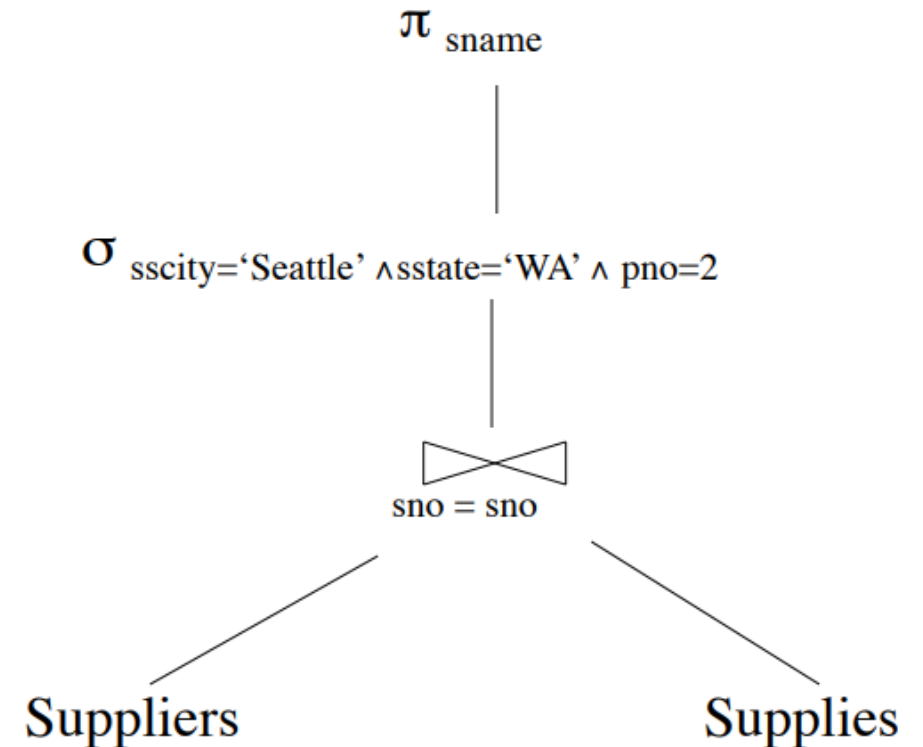 π sname
σ sscity=‘Seattle’ ∧sstate=‘WA’ ∧ pno=2
sno = sno
Suppliers Supplies